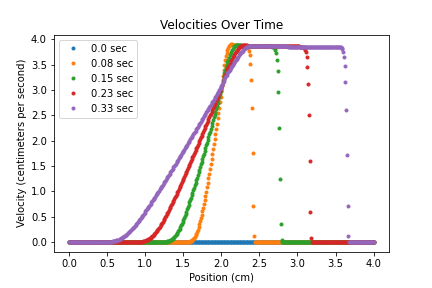 Velocities Over Time
4.0
3.5
3.0
2.5
2.0
1.5
1.0
0.5
0.0
Velocity (centimeters per second)
0.0 sec
0.08 sec
0.15 sec
0.23 sec
0.33 sec
0.0 0.5 1.0 1.5 2.0 2.5 3.0 3.5 4.0
Position (cm)